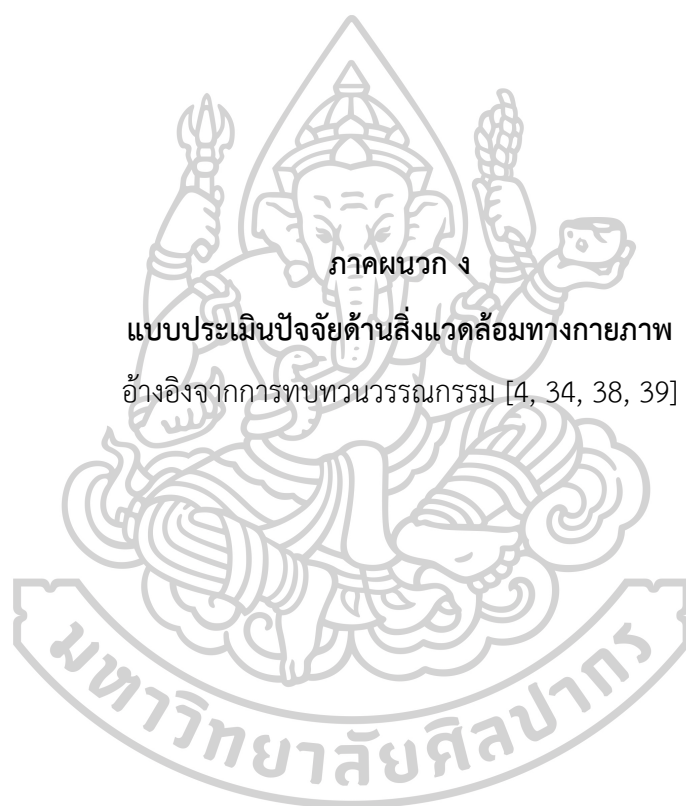 ภาคผนวก ง
แบบประเมินปัจจัยด้านสิ่งแวดล้อมทางกายภาพ
อ้างอิงจากการทบทวนวรรณกรรม [4, 34, 38, 39]
มหาวิทยาลัยศิลปากร